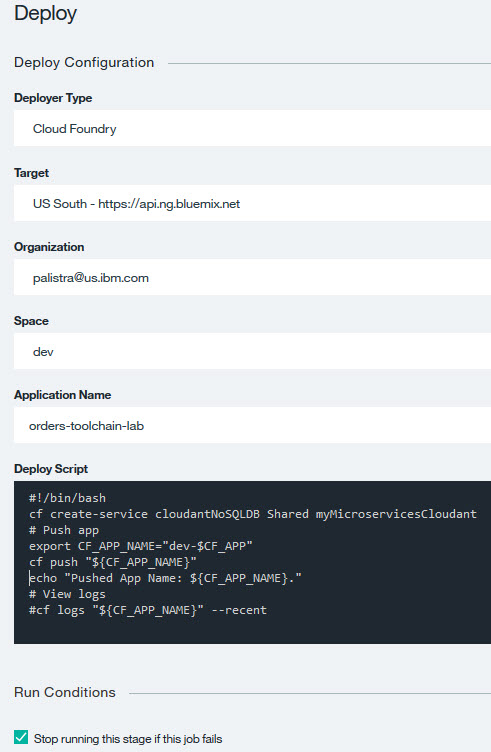 Deploy
Deploy Configuration
Deployer Type
Cloud Foundry
Target
US South - https://api.ng.bluemix.net
Organization
palistra@us.ibm.com
Space
dev
Application Name
orders-toolchain-lab
Deploy Script
#!/bin/bash
cf create-service cloudantNoSQLDB Shared myMicroservicesCloudant
# Push app
export CF_APP_NAME="dev-$CF_APP"
cf push "${CF_APP_NAME}"
echo "Pushed App Name: ${CF_APP_NAME}."
# View logs
#cf logs "${CF_APP_NAME}" --recent
Run Conditions
Stop running this stage if this job fails